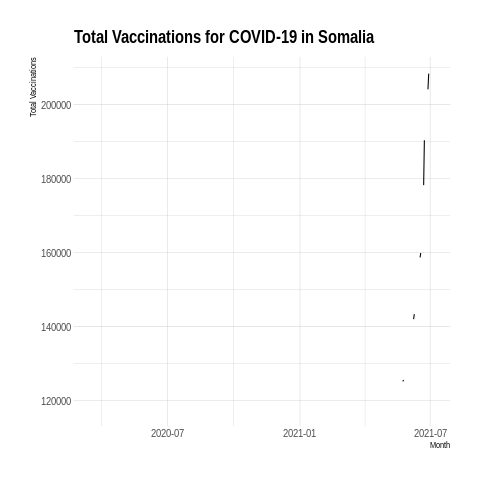 Total Vaccinations for COVID-19 in Somalia
Total Vaccinations
200000
180000
160000
140000
120000
2020-07
2021-01
2021-07
Month